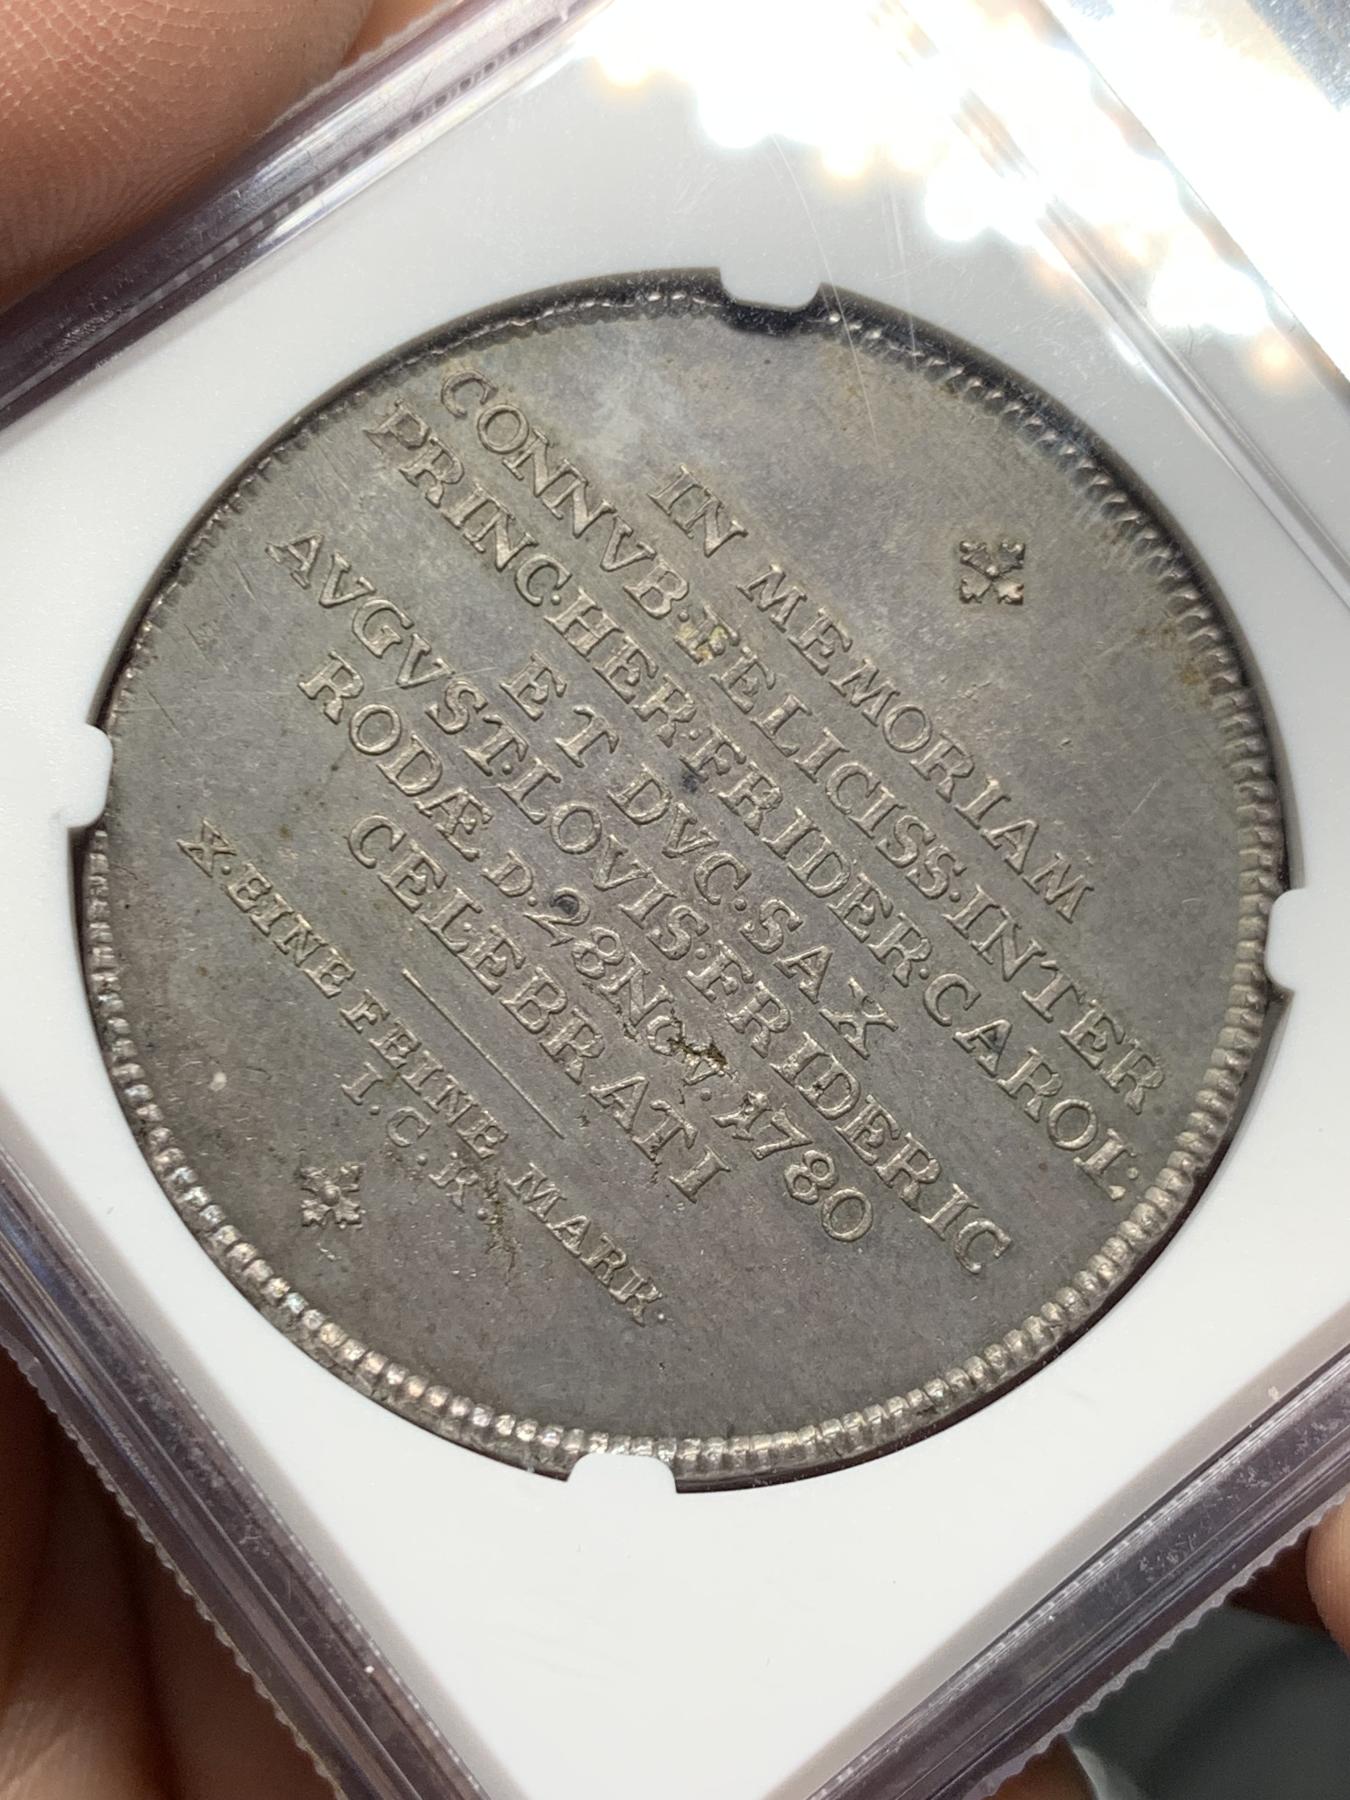 IN MEMORIAM
CONNVB·FELICISS·INTER
PRINC·HER·FRIDER·CAROL:
ET DVC·SAX
AVGVST·LOVIS·FRIDERIC
RODÆ D·28 NOV· 1780
CELEBRATI
X·EINE FEINE MARK·
I·C·K·